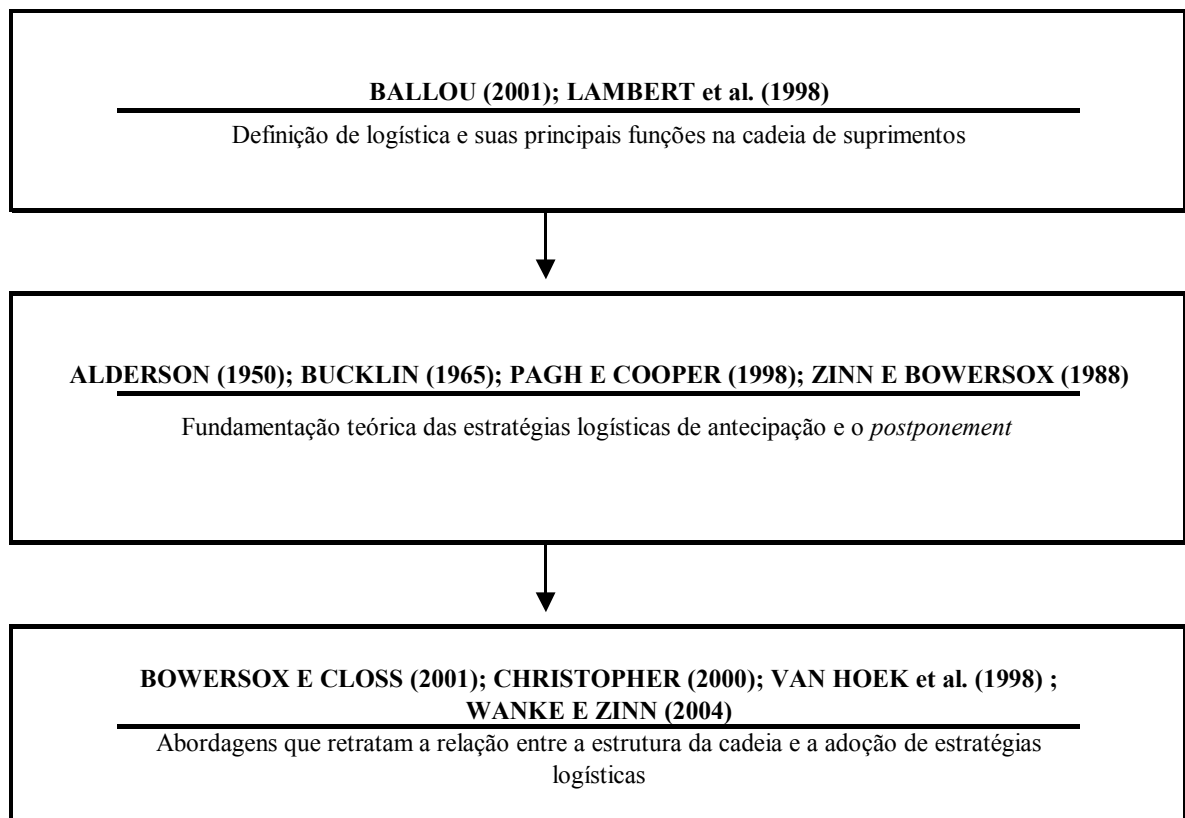 BALLOU (2001); LAMBERT et al. (1998)
Definição de logística e suas principais funções na cadeia de suprimentos
ALDERSON (1950); BUCKLIN (1965); PAGH E COOPER (1998); ZINN E BOWERSOX (1988)
Fundamentação teórica das estratégias logísticas de antecipação e o postponement
BOWERSOX E CLOSS (2001); CHRISTOPHER (2000); VAN HOEK et al. (1998) ;
WANKE E ZINN (2004)
Abordagens que retratam a relação entre a estrutura da cadeia e a adoção de estratégias
logísticas